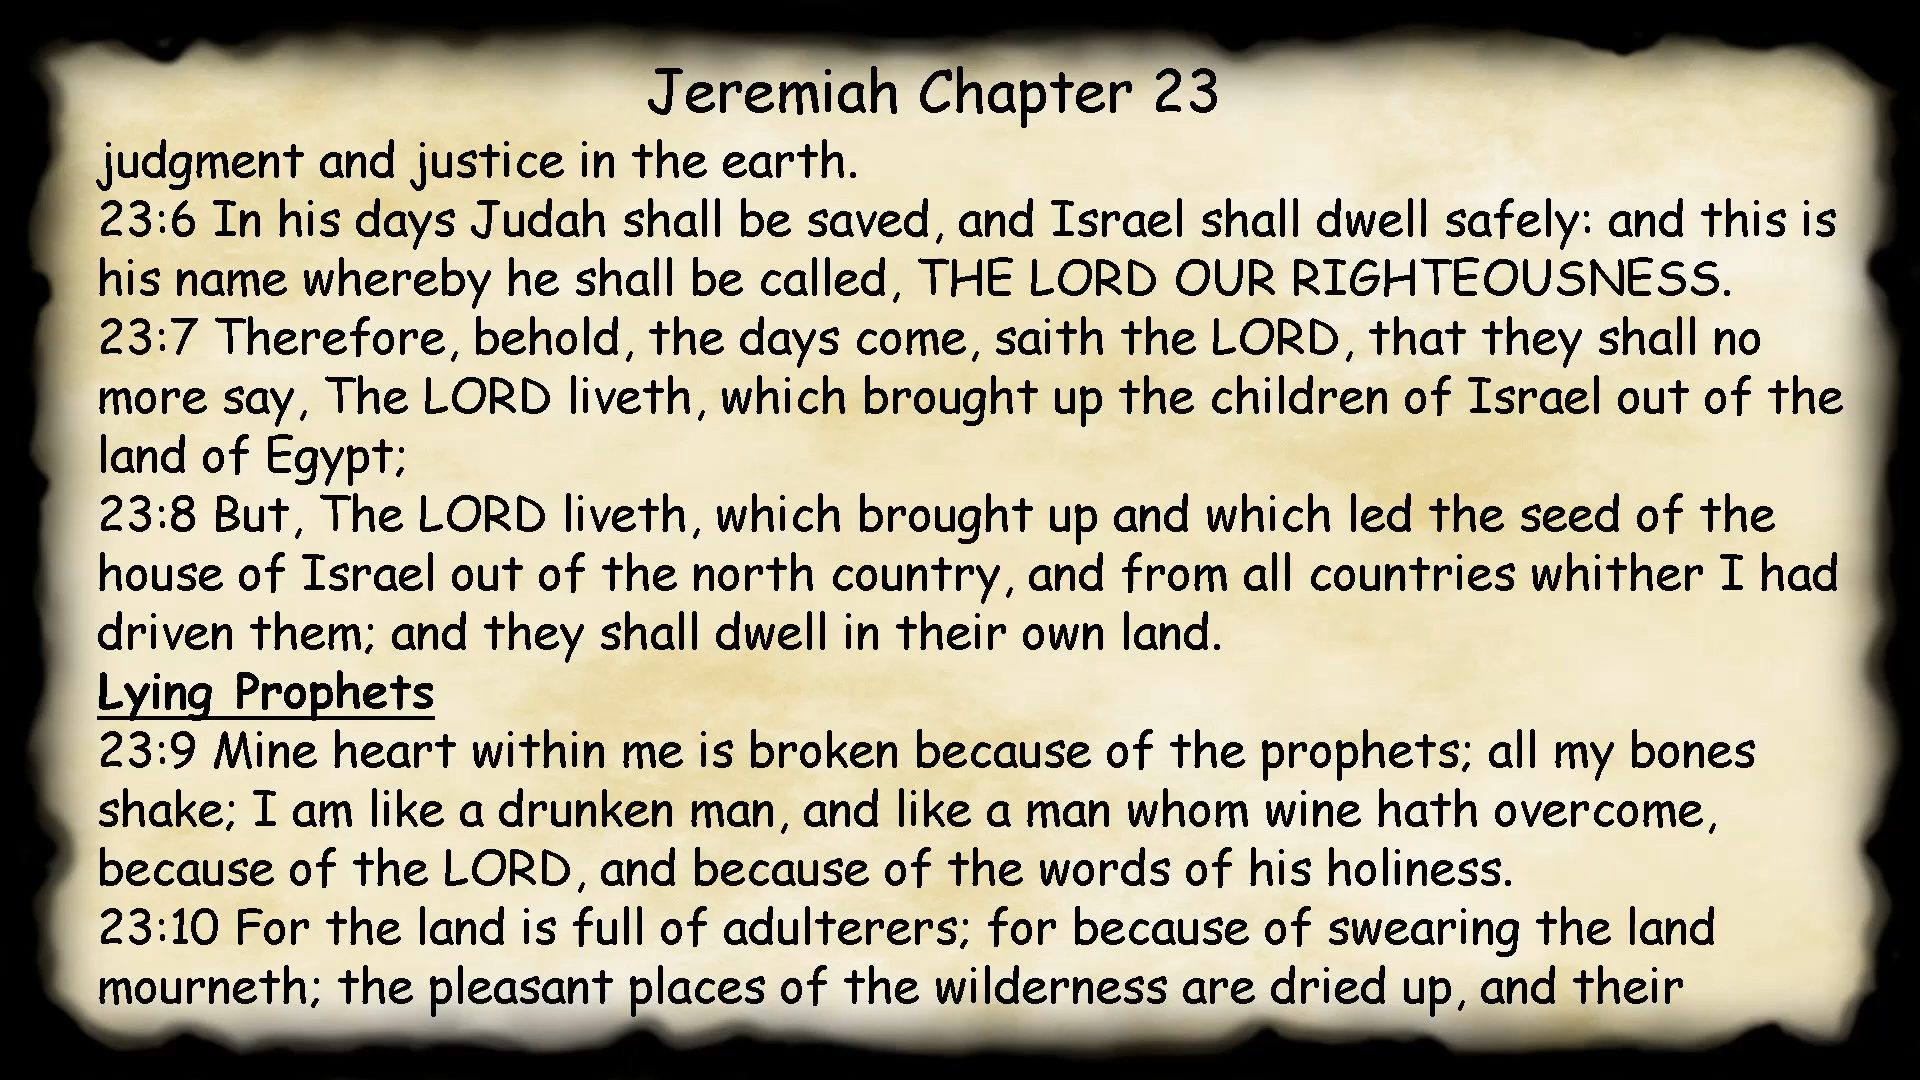 Jeremiah Chapter 23
judgment and justice in the earth.
23:6 In his days Judah shall be saved, and Israel shall dwell safely: and this is
his name whereby he shall be called, THE LORD OUR RIGHTEOUSNESS.
23:7 Therefore, behold, the days come, saith the LORD, that they shall no
more say, The LORD liveth, which brought up the children of Israel out of the
land of Egypt;
23:8 But, The LORD liveth, which brought up and which led the seed of the
house of Israel out of the north country, and from all countries whither I had
driven them; and they shall dwell in their own land.
Lying Prophets
23:9 Mine heart within me is broken because of the prophets; all my bones
shake; I am like a drunken man, and like a man whom wine hath overcome,
because of the LORD, and because of the words of his holiness.
23:10 For the land is full of adulterers; for because of swearing the land
mourneth; the pleasant places of the wilderness are dried up, and their